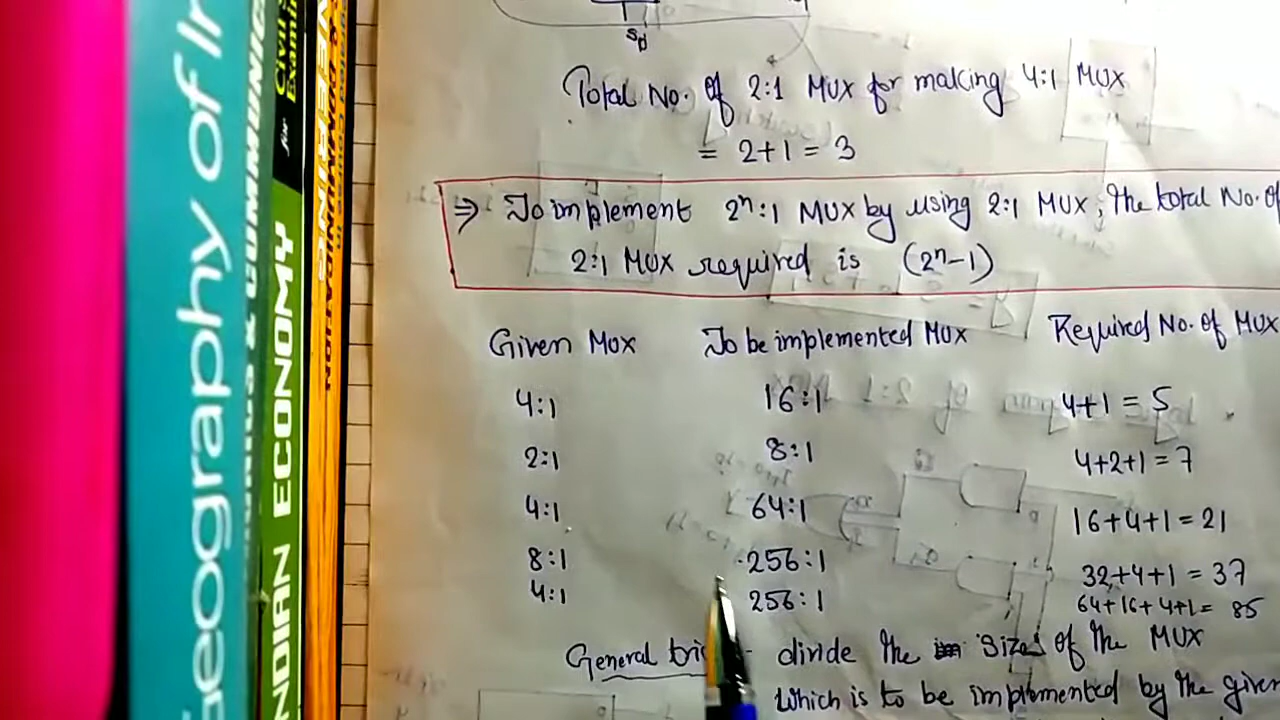 Geography of In
INDIAN ECONOMY
for
Civil S
Examin
S0
Total No. of 2:1 MUX for making 4:1 MUX
= 2+1 = 3
⇒ To implement 2ⁿ:1 MUX by using 2:1 MUX, the total No. of
2:1 MUX required is (2ⁿ-1)
Given MUX To be implemented MUX Required No. of MUX
4:1 16:1 4+1 = 5
2:1 8:1 4+2+1 = 7
4:1 64:1 16+4+1 = 21
8:1 256:1 32+4+1 = 37
4:1 256:1 64+16+4+1 = 85
General - divide the sizes of the MUX
which is to be implemented by the given